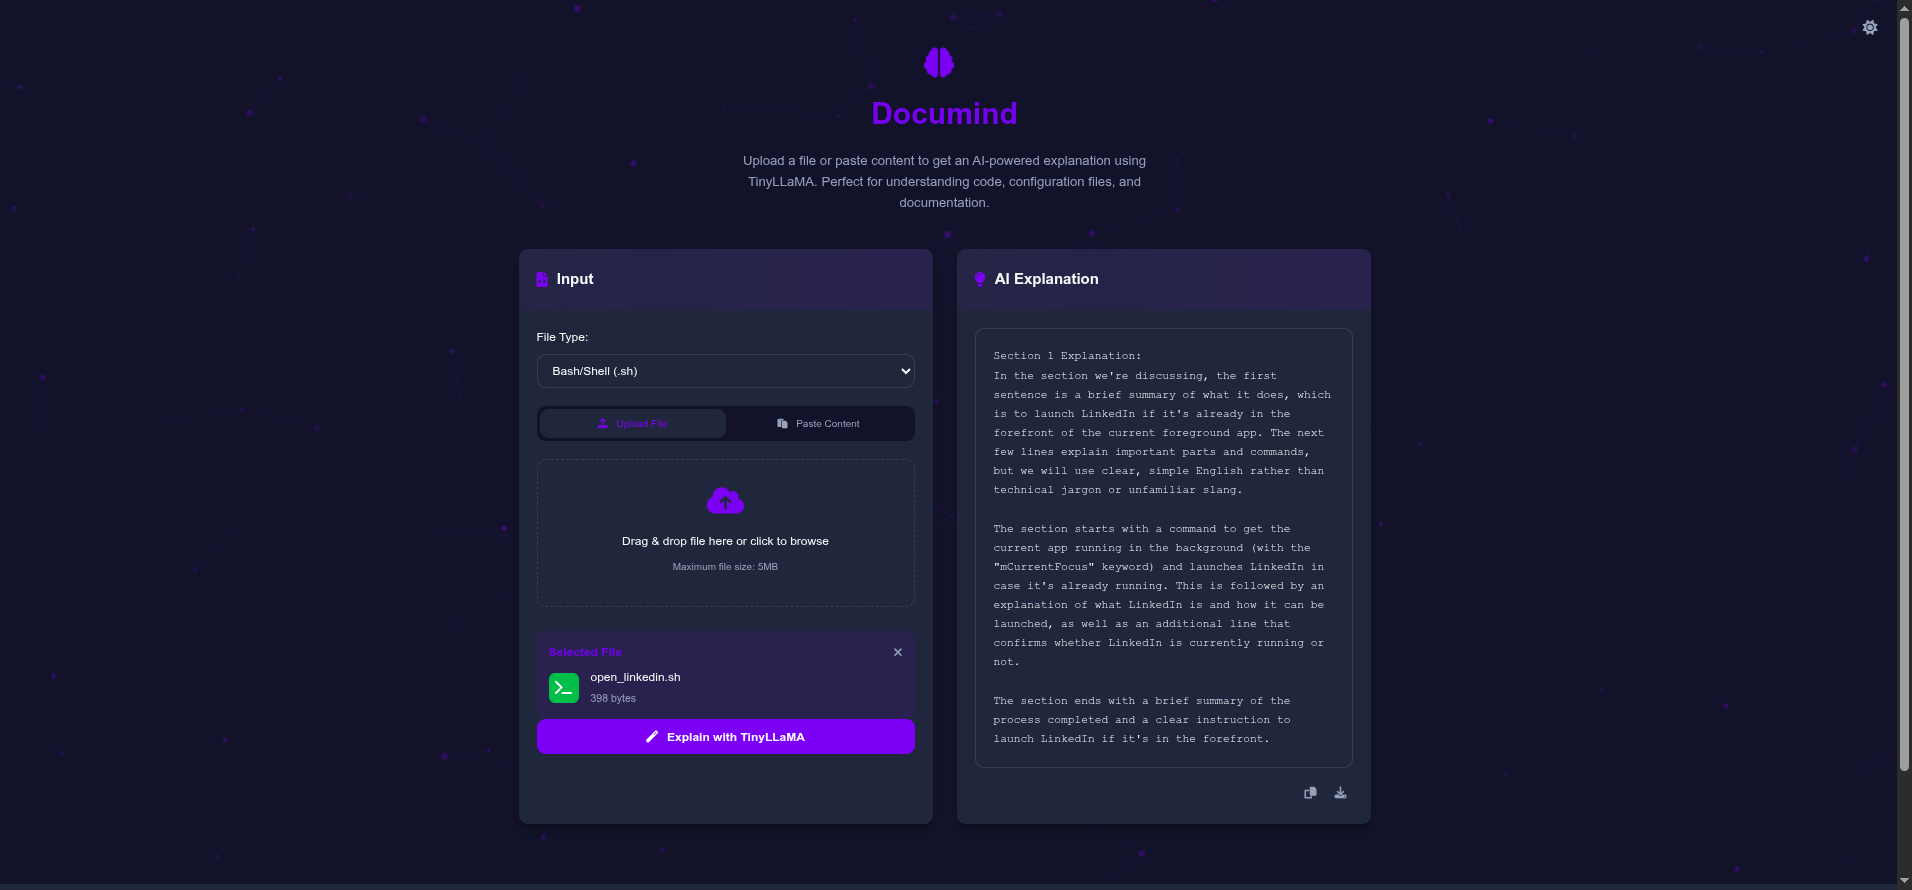 Documind
Upload a file or paste content to get an AI-powered explanation using
TinyLLaMA. Perfect for understanding code, configuration files, and
documentation.
Input
File Type:
Bash/Shell (.sh)
Upload File
Paste Content
Drag & drop file here or click to browse
Maximum file size: 5MB
Selected File
open_linkedin.sh
398 bytes
Explain with TinyLLaMA
AI Explanation
Section 1 Explanation:
In the section we're discussing, the first
sentence is a brief summary of what it does, which
is to launch LinkedIn if it's already in the
forefront of the current foreground app. The next
few lines explain important parts and commands,
but we will use clear, simple English rather than
technical jargon or unfamiliar slang.
The section starts with a command to get the
current app running in the background (with the
"mCurrentFocus" keyword) and launches LinkedIn in
case it's already running. This is followed by an
explanation of what LinkedIn is and how it can be
launched, as well as an additional line that
confirms whether LinkedIn is currently running or
not.
The section ends with a brief summary of the
process completed and a clear instruction to
launch LinkedIn if it's in the forefront.